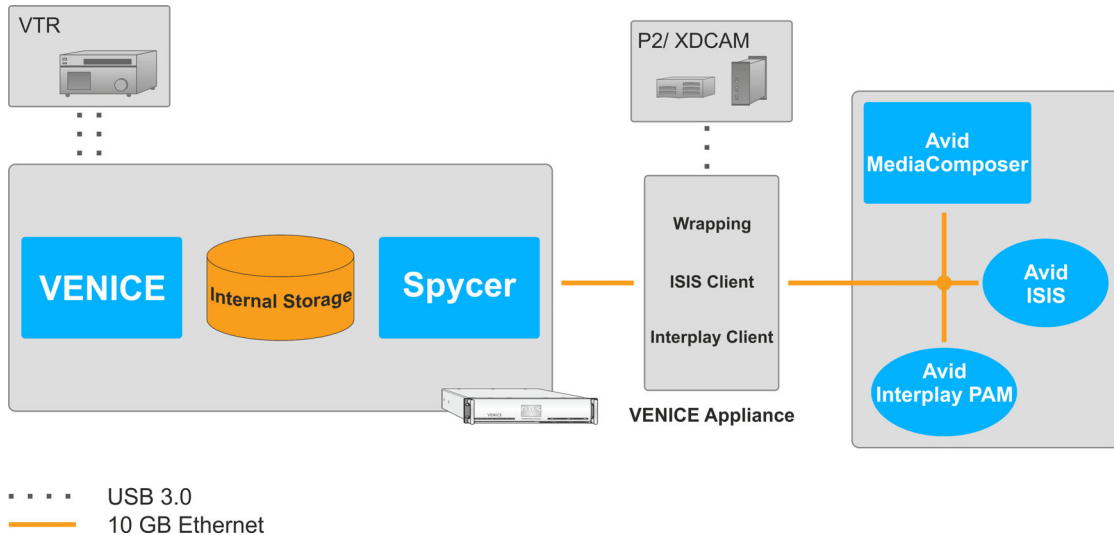 VTR
P2/ XDCAM
Avid
MediaComposer
Wrapping
VENICE
Internal Storage
Spycer
ISIS Client
Avid
ISIS
Interplay Client
Avid
Interplay PAM
VENICE
VENICE Appliance
USB 3.0
10 GB Ethernet